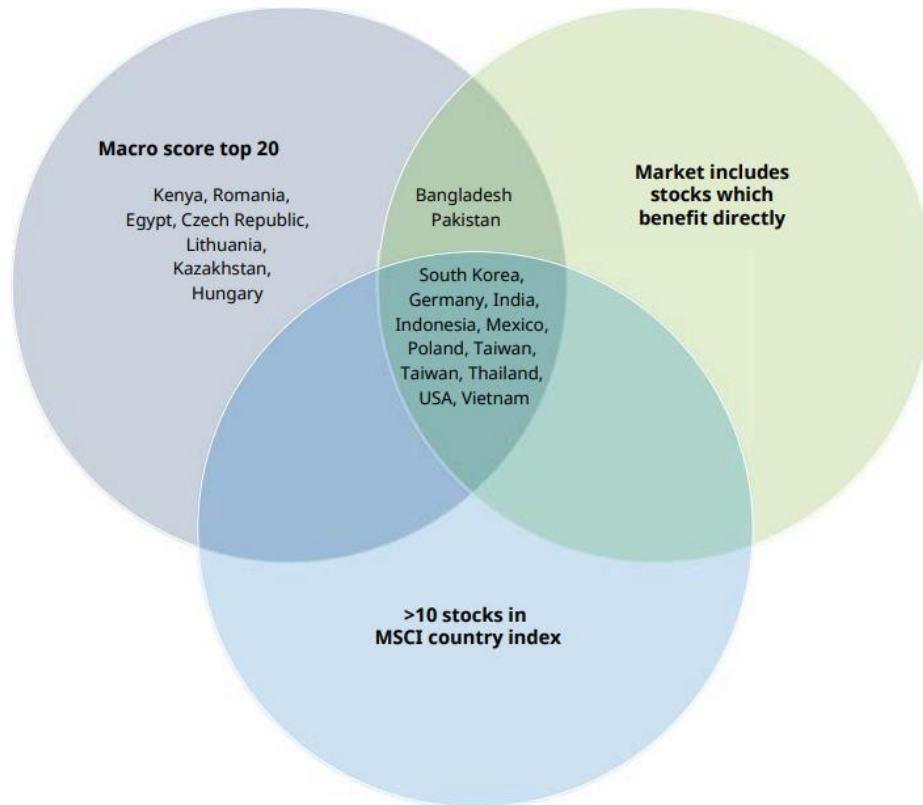 Macro score top 20
Kenya, Romania,
Egypt, Czech Republic,
Lithuania,
Kazakhstan,
Hungary
Bangladesh
Pakistan
Market includes
stocks which
benefit directly
South Korea,
Germany, India,
Indonesia, Mexico,
Poland, Taiwan,
Taiwan, Thailand,
USA, Vietnam
>10 stocks in
MSCI country index